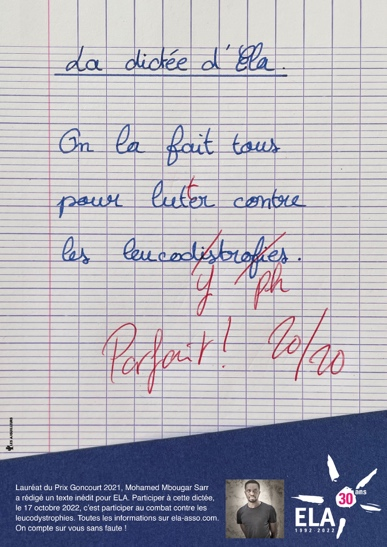 La dictée d'Ela.
On la fait tous
t
pour luter contre
les leucodistrofies.
y ph
Parfait! 20/20
Lauréat du Prix Goncourt 2021, Mohamed Mbougar Sarr
a rédigé un texte inédit pour ELA. Participer à cette dictée,
le 17 octobre 2022, c'est participer au combat contre les
leucodystrophies. Toutes les informations sur ela-asso.com.
On compte sur vous sans faute !
30 ans
ELA
1992-2022